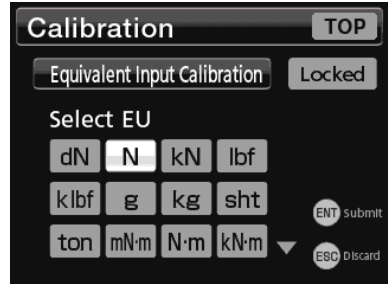 Calibration TOP
Equivalent Input Calibration Locked
Select EU
dN N kN lbf
klbf g kg sht
ENT Submit
ton mN·m N·m kN·m
ESC Discard